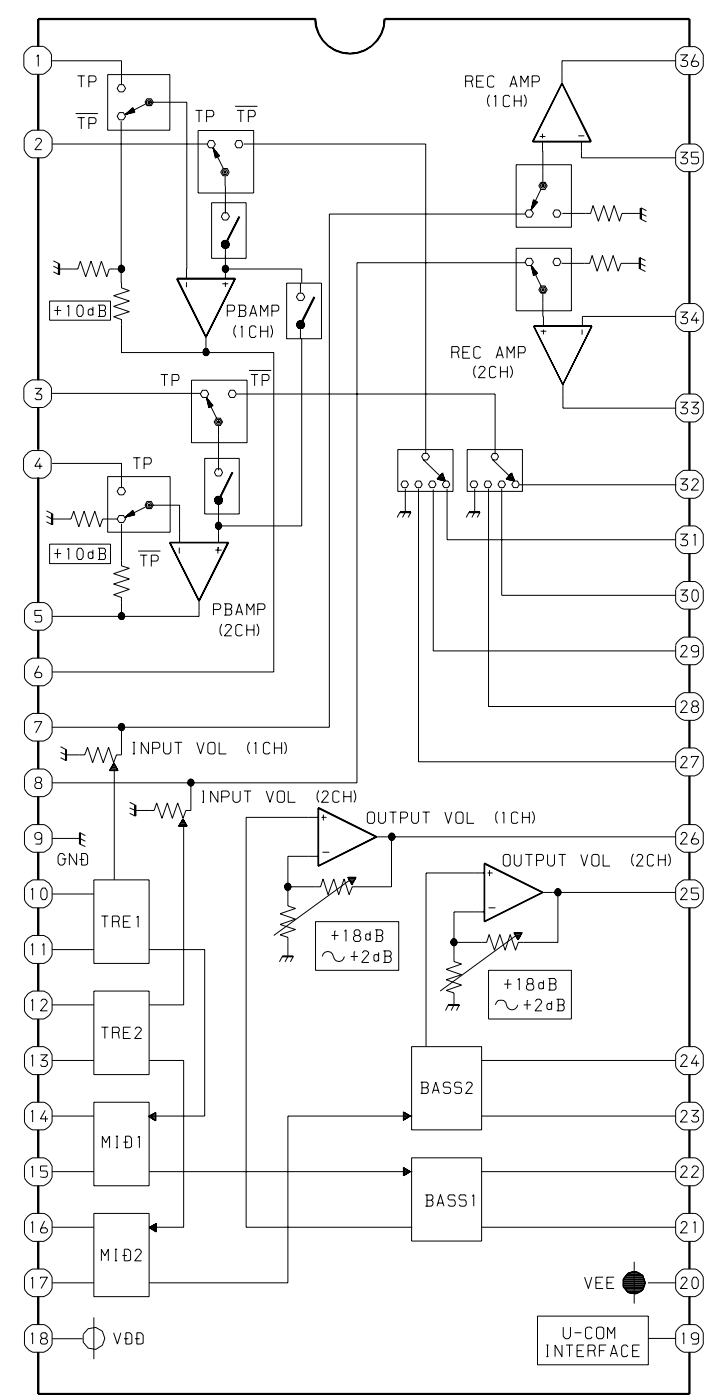 1
36
TP
REC AMP
(1CH)
TP
TP
TP
+
−
2
35
+10dB
−
+
PBAMP
(1CH)
34
+
−
REC AMP
(2CH)
3
TP
TP
33
4
TP
32
31
+10dB
TP
−
+
30
5
PBAMP
(2CH)
29
6
28
7
INPUT VOL (1CH)
27
8
INPUT VOL (2CH)
OUTPUT VOL (1CH)
9
GND
+
−
26
OUTPUT VOL (2CH)
10
TRE1
+
−
25
11
+18dB
～+2dB
+18dB
～+2dB
12
TRE2
13
24
BASS2
14
23
MID1
15
22
BASS1
16
21
MID2
17
VEE
20
18
VDD
U-COM
INTERFACE
19